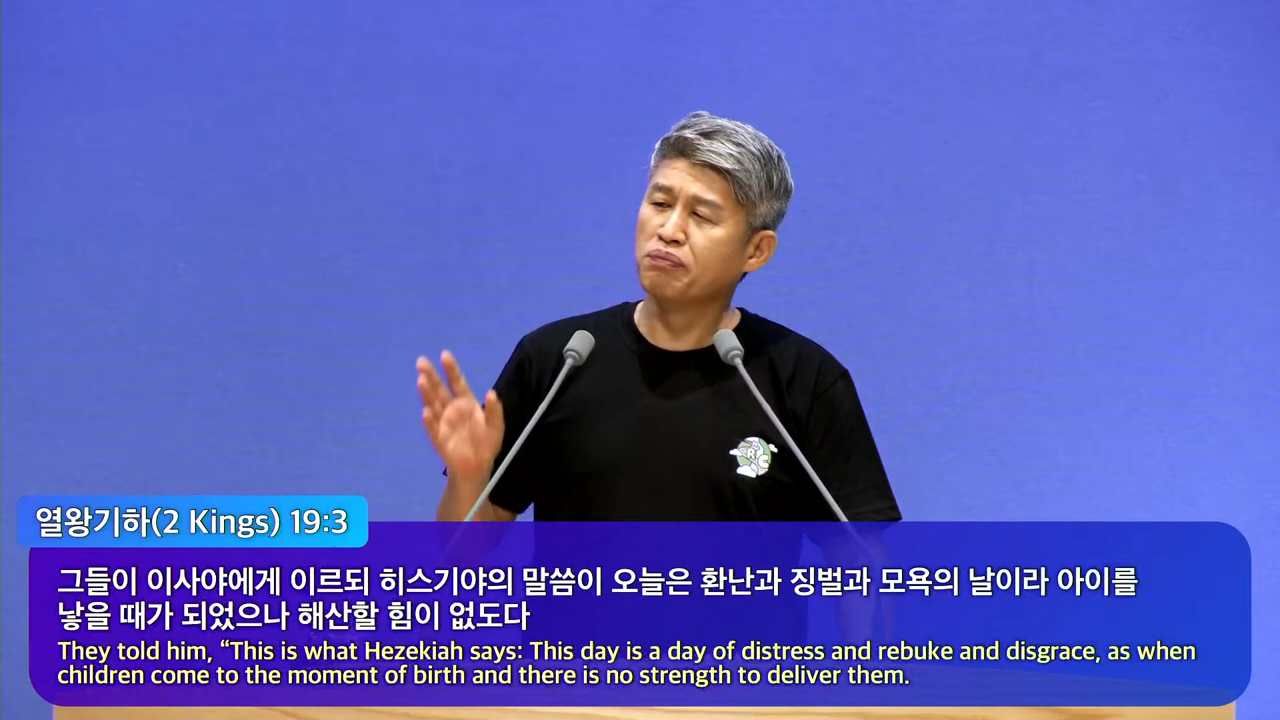 열왕기하(2 Kings) 19:3
그들이 이사야에게 이르되 히스기야의 말씀이 오늘은 환난과 징벌과 모욕의 날이라 아이를
낳을 때가 되었으나 해산할 힘이 없도다
They told him, “This is what Hezekiah says: This day is a day of distress and rebuke and disgrace, as when
children come to the moment of birth and there is no strength to deliver them.